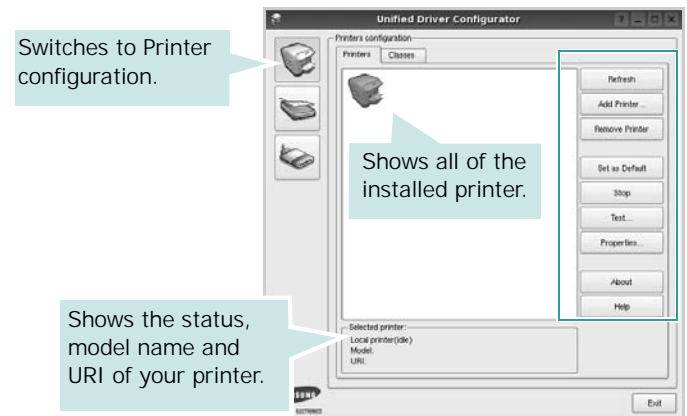 Unified Driver Configurator
Switches to Printer
configuration.
Printers configuration
Printers Classes
Refresh
Add Printer...
Remove Printer
Set as Default
Stop
Test...
Properties...
About
Help
Shows all of the
installed printer.
Shows the status,
model name and
URI of your printer.
Selected printer:
Local printer(idle)
Model:
URI:
ELECTRONICS
Exit